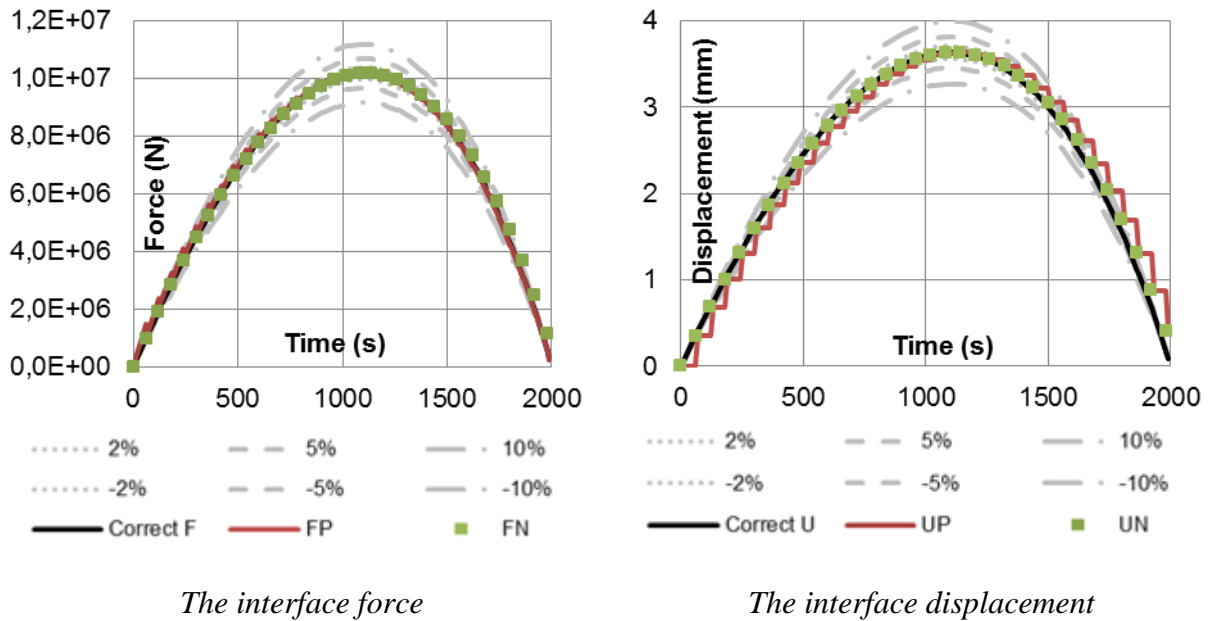 1,2E+07
1,0E+07
8,0E+06
6,0E+06
4,0E+06
2,0E+06
0,0E+00
Force (N)
Time (s)
0 500 1000 1500 2000
2% 5% 10%
-2% -5% -10%
Correct F FP FN
The interface force
4
3
2
1
0
Displacement (mm)
Time (s)
0 500 1000 1500 2000
2% 5% 10%
-2% -5% -10%
Correct U UP UN
The interface displacement